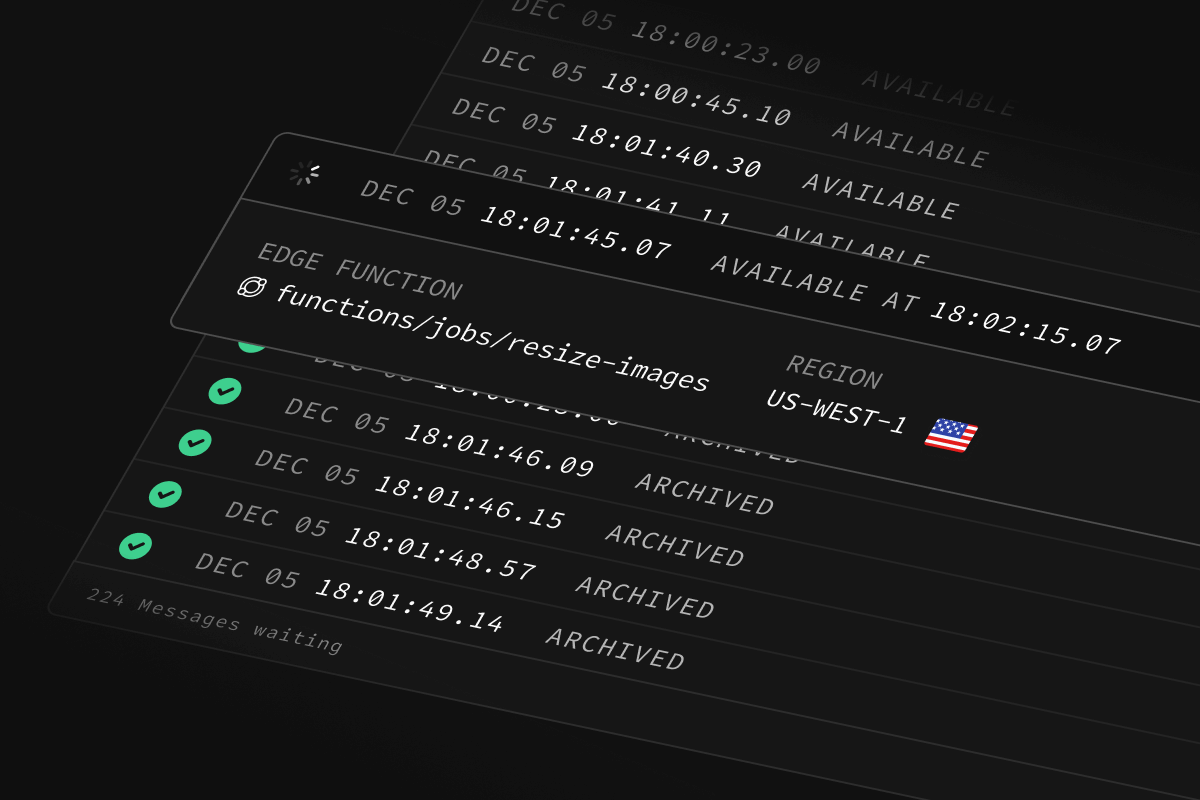 DEC 05 18:00:23.00 AVAILABLE
DEC 05 18:00:45.10 AVAILABLE
DEC 05 18:01:40.30 AVAILABLE
DEC 05 18:01:41.11 AVAILABLE
DEC 05 18:01:45.07 AVAILABLE AT 18:02:15.07
EDGE FUNCTION
functions/jobs/resize-images
REGION
US-WEST-1
DEC 05 ARCHIVED
DEC 05 18:01:46.09 ARCHIVED
DEC 05 18:01:46.15 ARCHIVED
DEC 05 18:01:48.57 ARCHIVED
DEC 05 18:01:49.14 ARCHIVED
224 Messages waiting